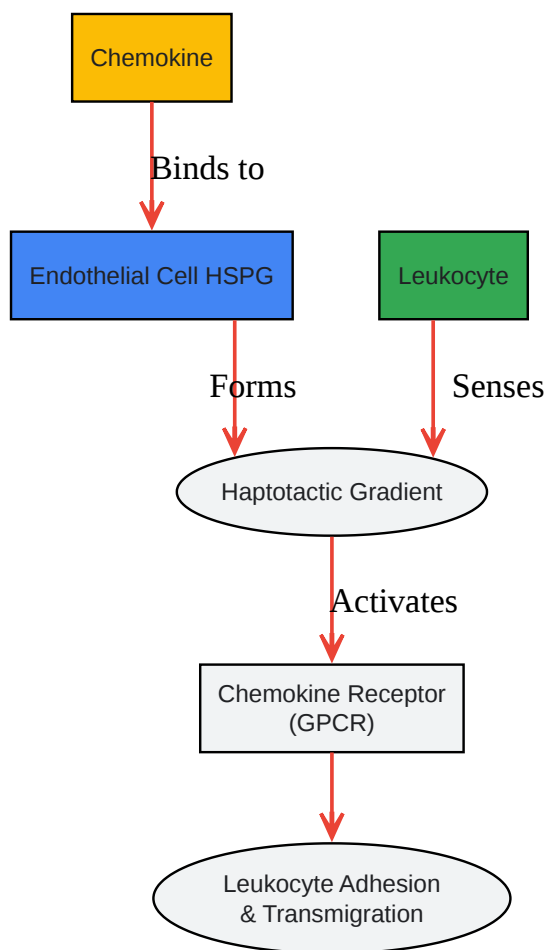 Chemokine
Binds to
Endothelial Cell HSPG
Leukocyte
Forms
Senses
Haptotactic Gradient
Activates
Chemokine Receptor
(GPCR)
Leukocyte Adhesion
& Transmigration